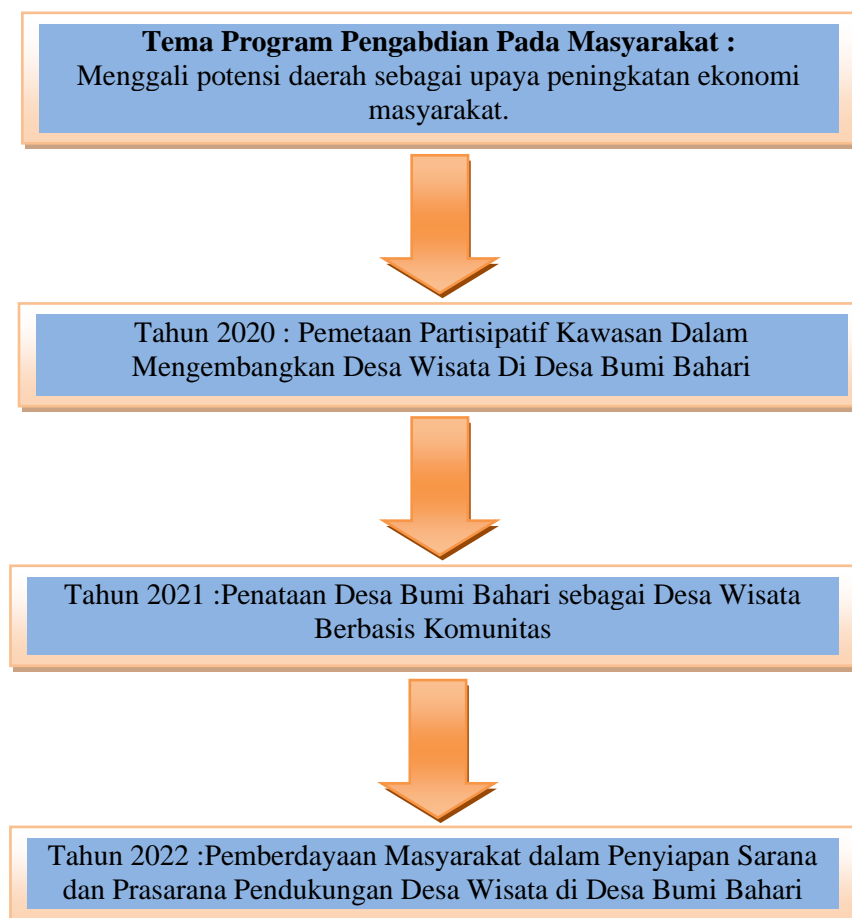 Tema Program Pengabdian Pada Masyarakat :
Menggali potensi daerah sebagai upaya peningkatan ekonomi
masyarakat.
Tahun 2020 : Pemetaan Partisipatif Kawasan Dalam
Mengembangkan Desa Wisata Di Desa Bumi Bahari
Tahun 2021 :Penataan Desa Bumi Bahari sebagai Desa Wisata
Berbasis Komunitas
Tahun 2022 :Pemberdayaan Masyarakat dalam Penyiapan Sarana
dan Prasarana Pendukungan Desa Wisata di Desa Bumi Bahari